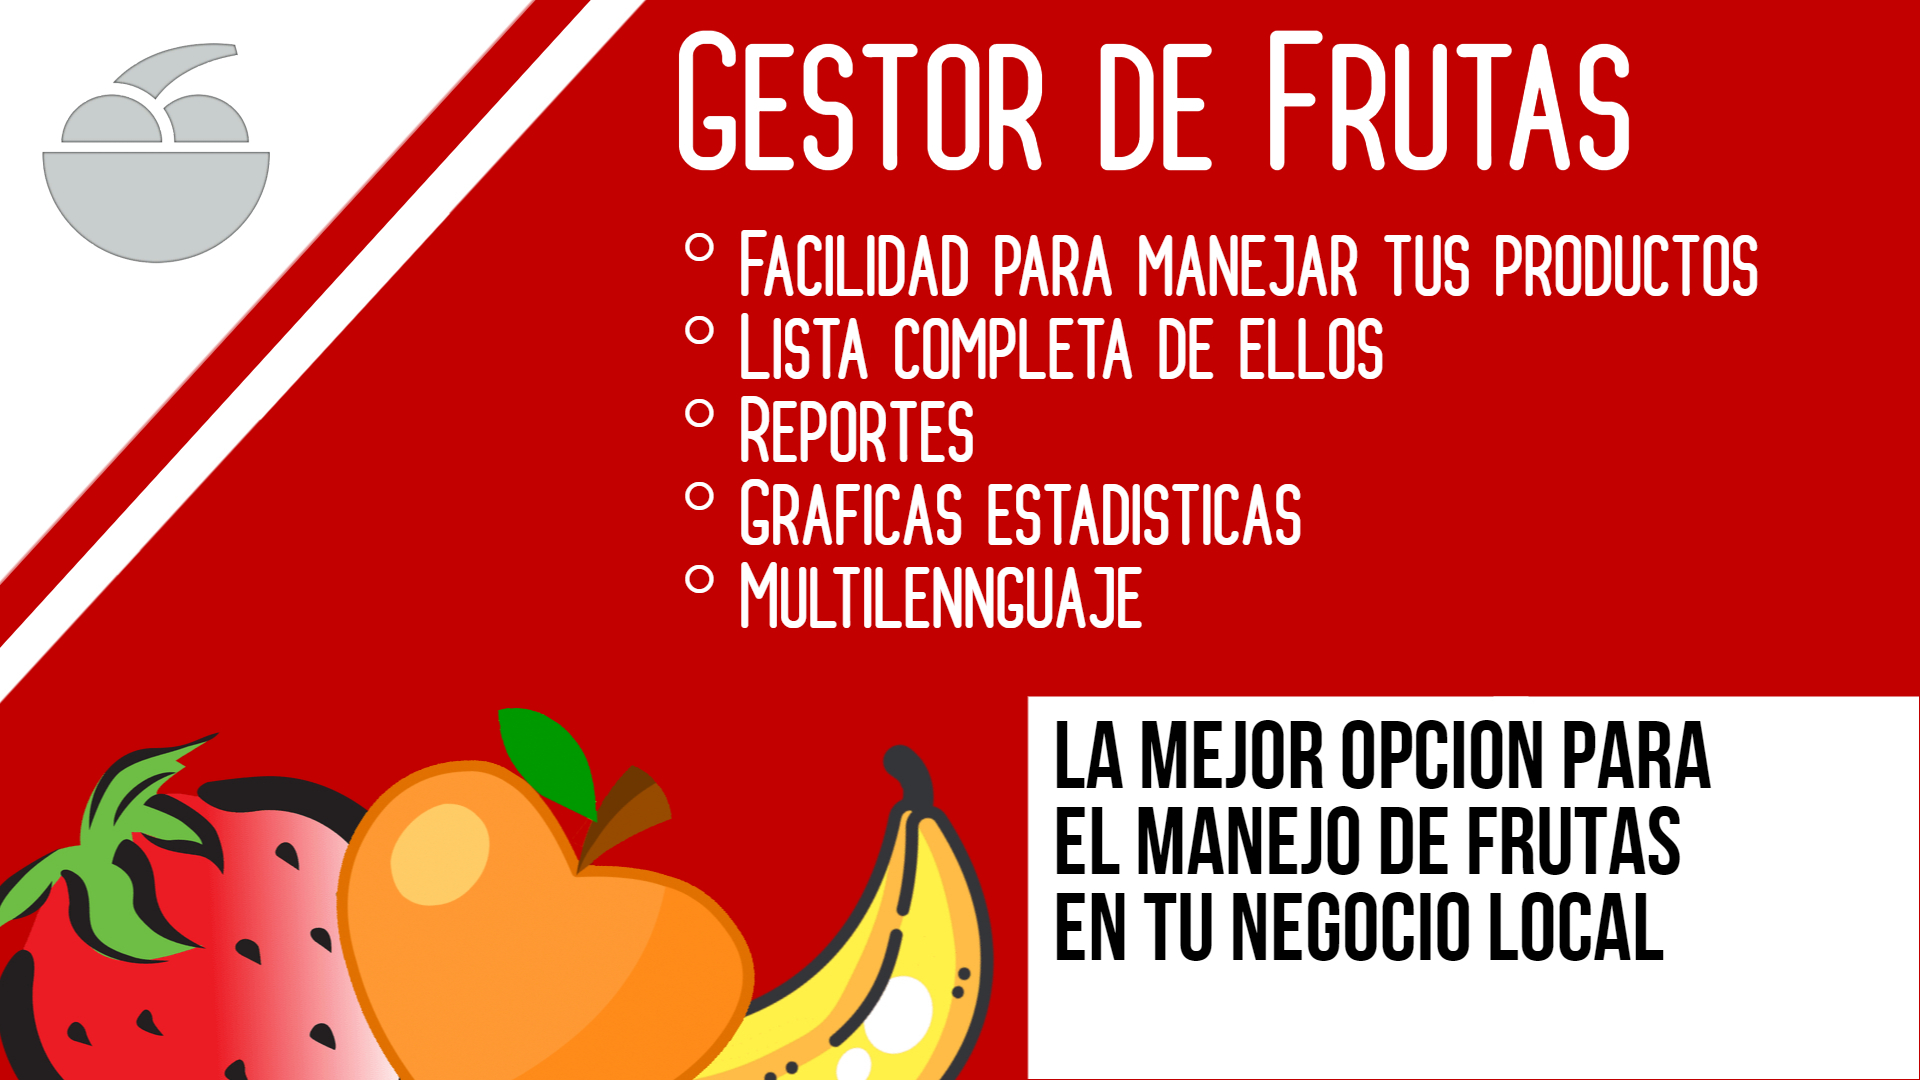 Gestor de Frutas
Facilidad para manejar tus productos
Lista completa de ellos
Reportes
Graficas estadisticas
Multilennguaje
LA MEJOR OPCION PARA
EL MANEJO DE FRUTAS
EN TU NEGOCIO LOCAL